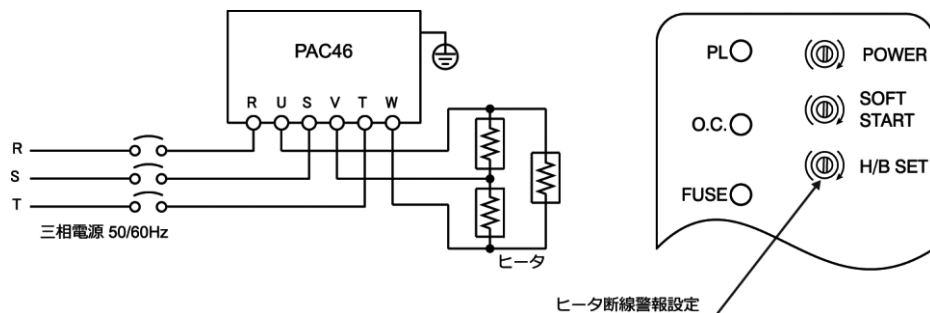 PAC46
R U S V T W
R
S
T
三相電源 50/60Hz
ヒータ
PL
POWER
O.C.
SOFT
START
FUSE
H/B SET
ヒータ断線警報設定